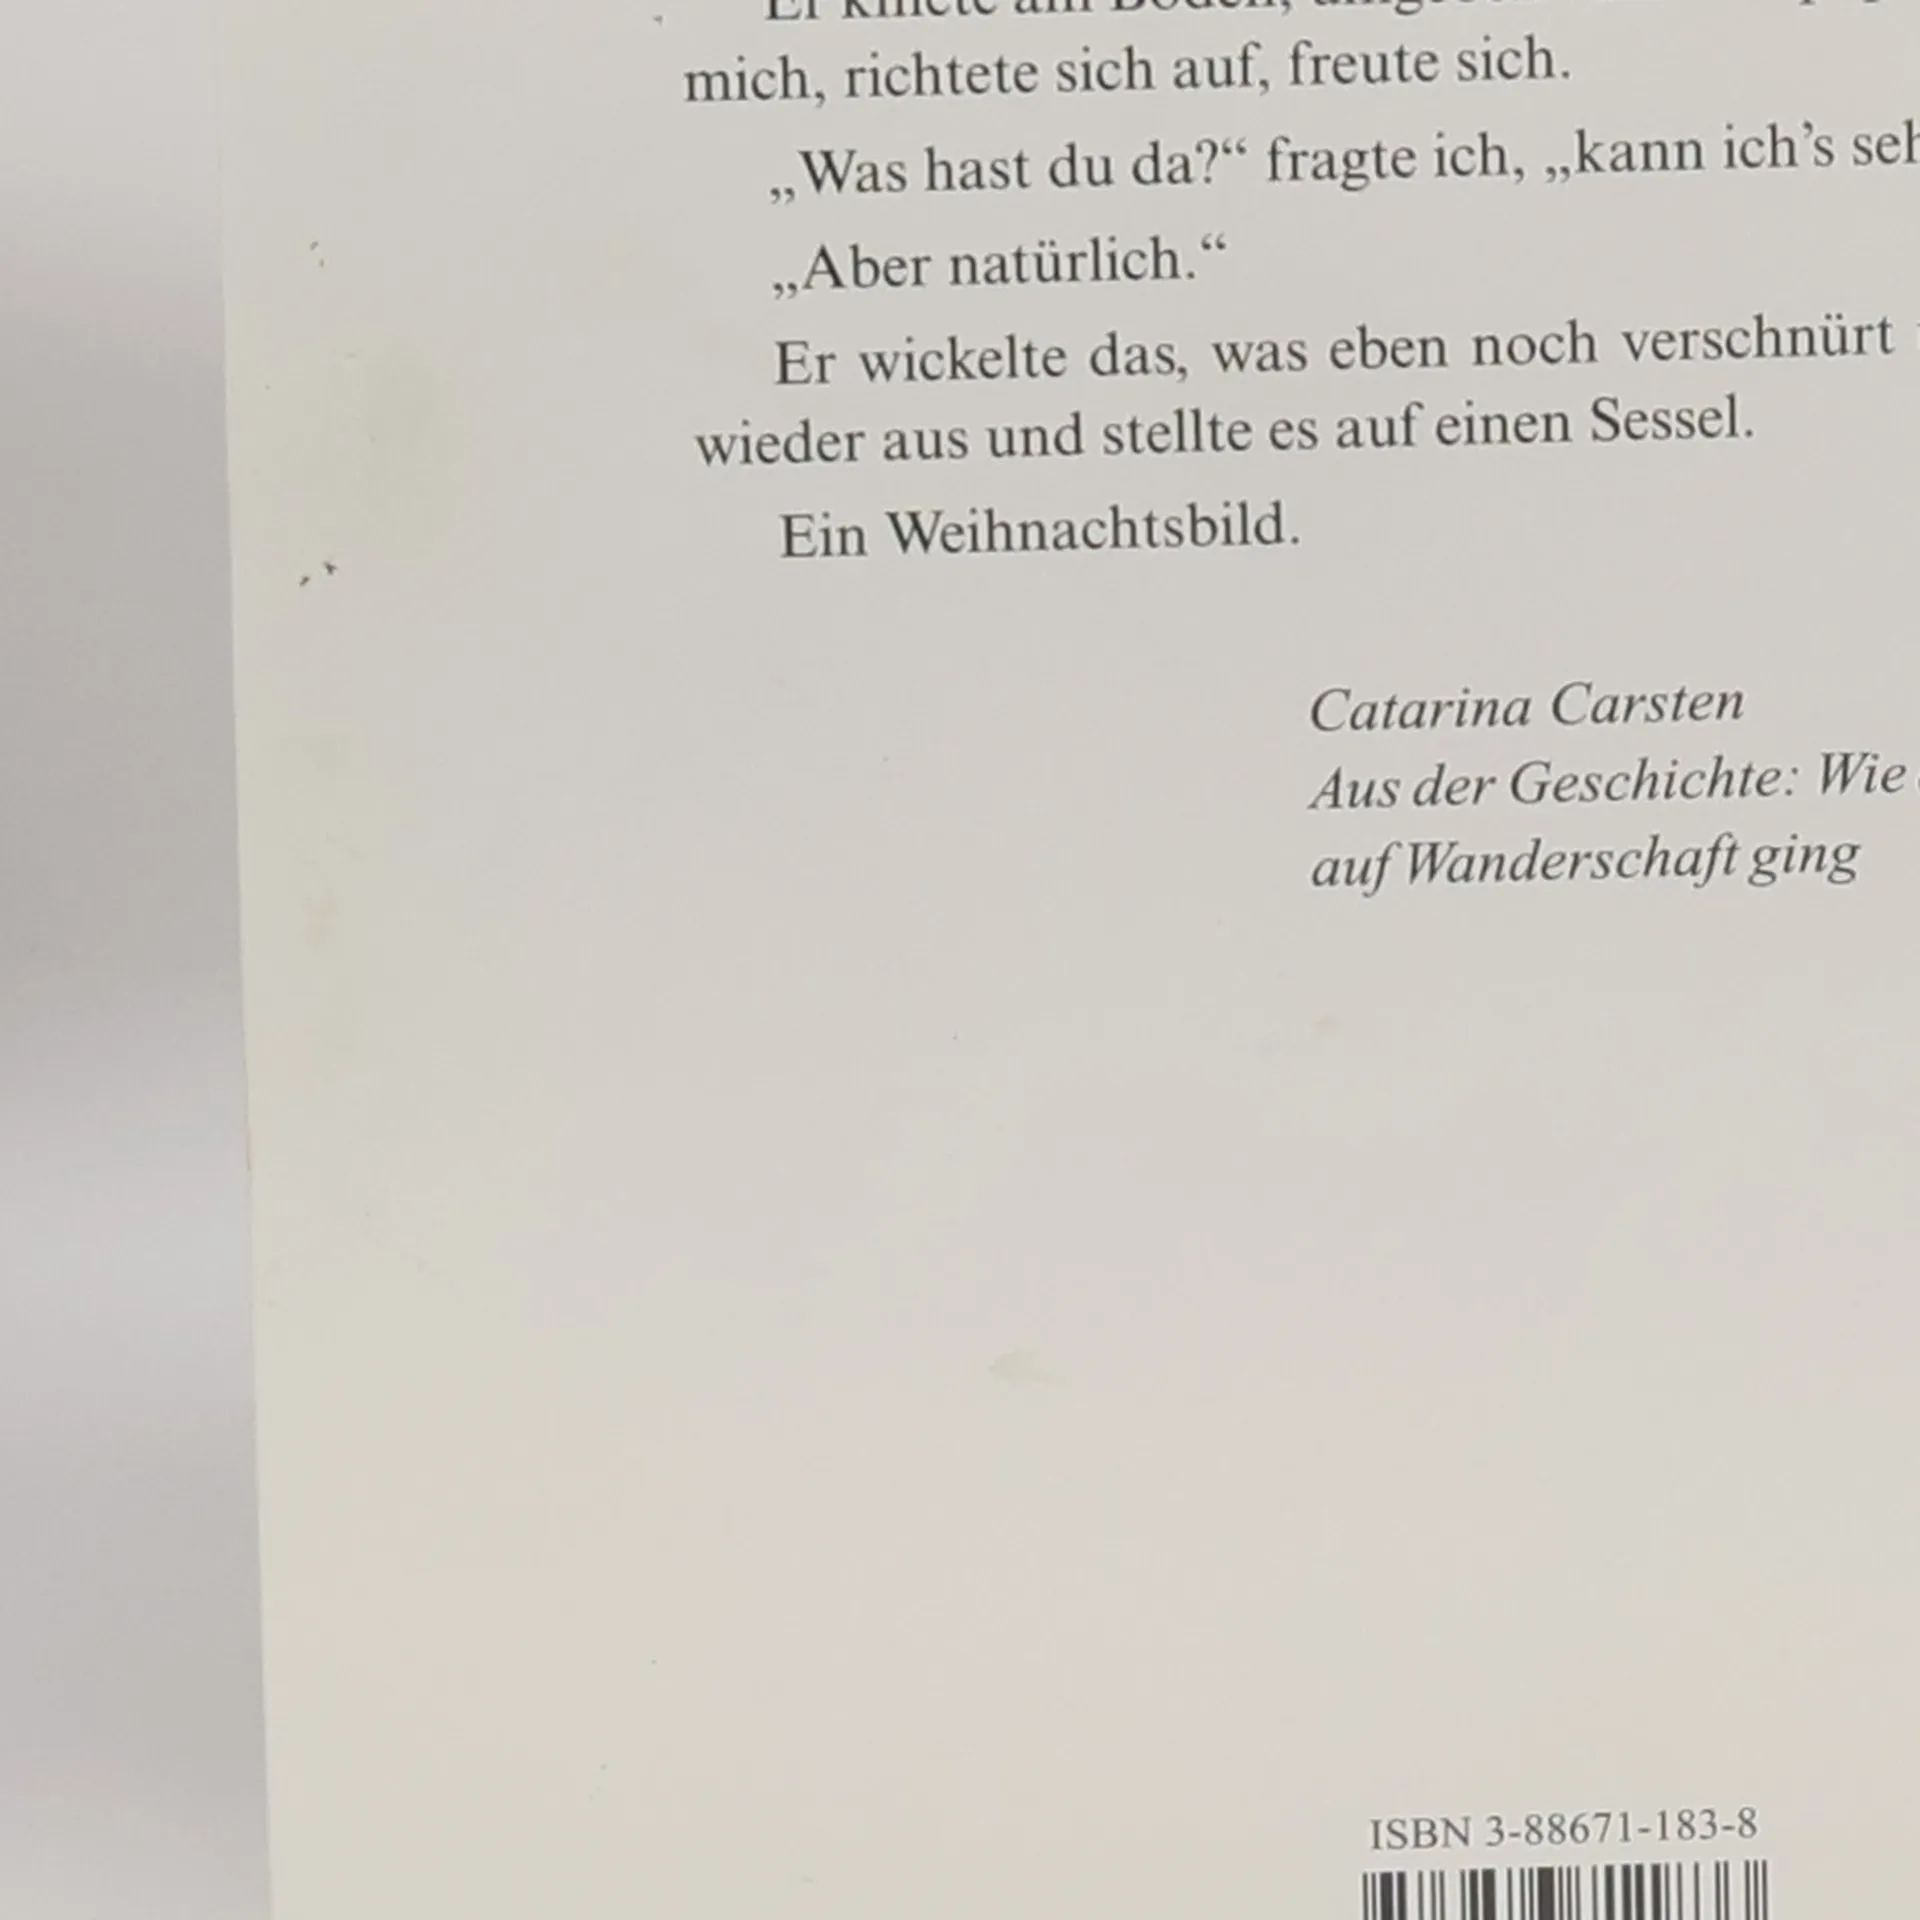 mich, richtete sich auf, freute sich.
„Was hast du da?“ fragte ich, „kann ich’s
„Aber natürlich.“
Er wickelte das, was eben noch verschnürt
wieder aus und stellte es auf einen Sessel.
Ein Weihnachtsbild.
Catarina Carsten
Aus der Geschichte: Wie
auf Wanderschaft ging
ISBN 3-88671-183-8